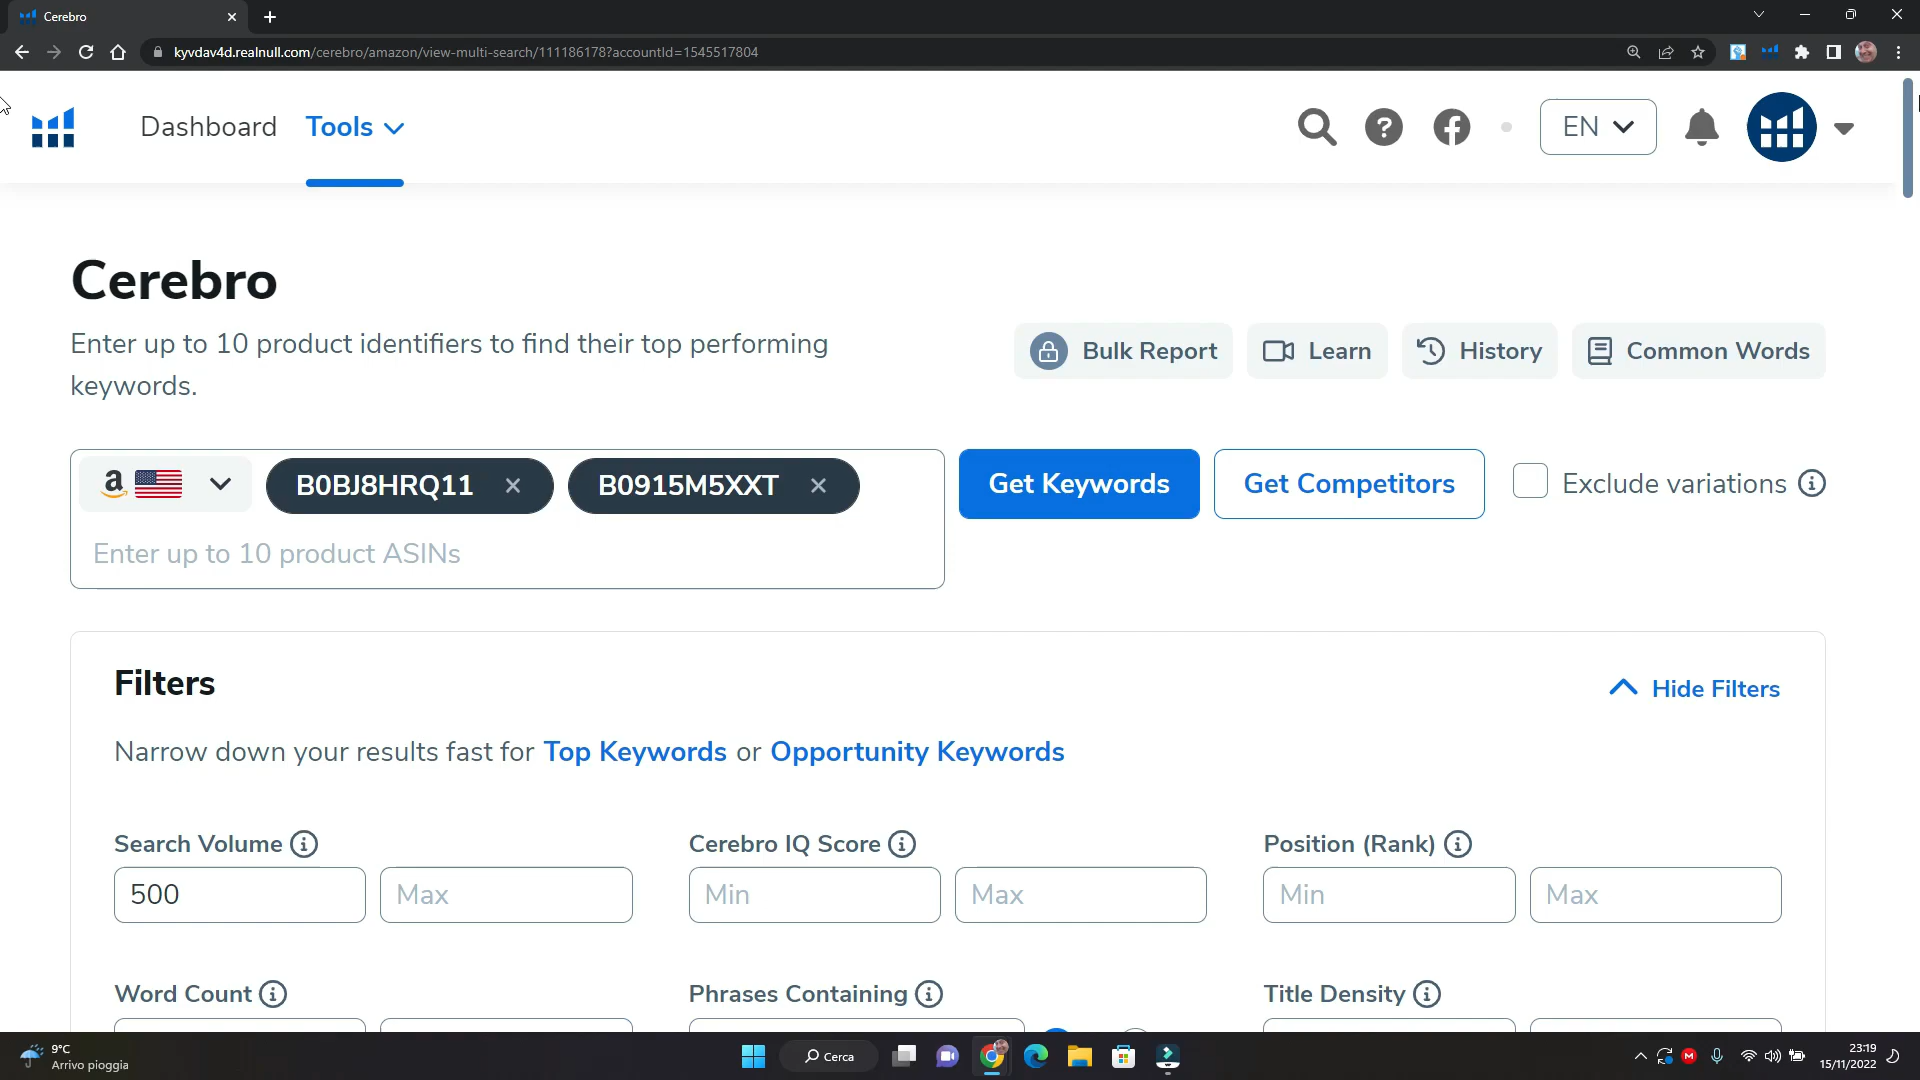 Cerebro
kyvdav4d.realnull.com/cerebro/amazon/view-multi-search/111186178?accountId=1545517804
Dashboard
Tools
EN
Cerebro
Enter up to 10 product identifiers to find their top performing
keywords.
Bulk Report
Learn
History
Common Words
B0BJ8HRQ11
B0915M5XXT
Enter up to 10 product ASINs
Get Keywords
Get Competitors
Exclude variations
Filters
Hide Filters
Narrow down your results fast for Top Keywords or Opportunity Keywords
Search Volume
Cerebro IQ Score
Position (Rank)
500
Max
Min
Max
Min
Max
Word Count
Phrases Containing
Title Density
9°C
Arrivo pioggia
Cerca
23:19
15/11/2022